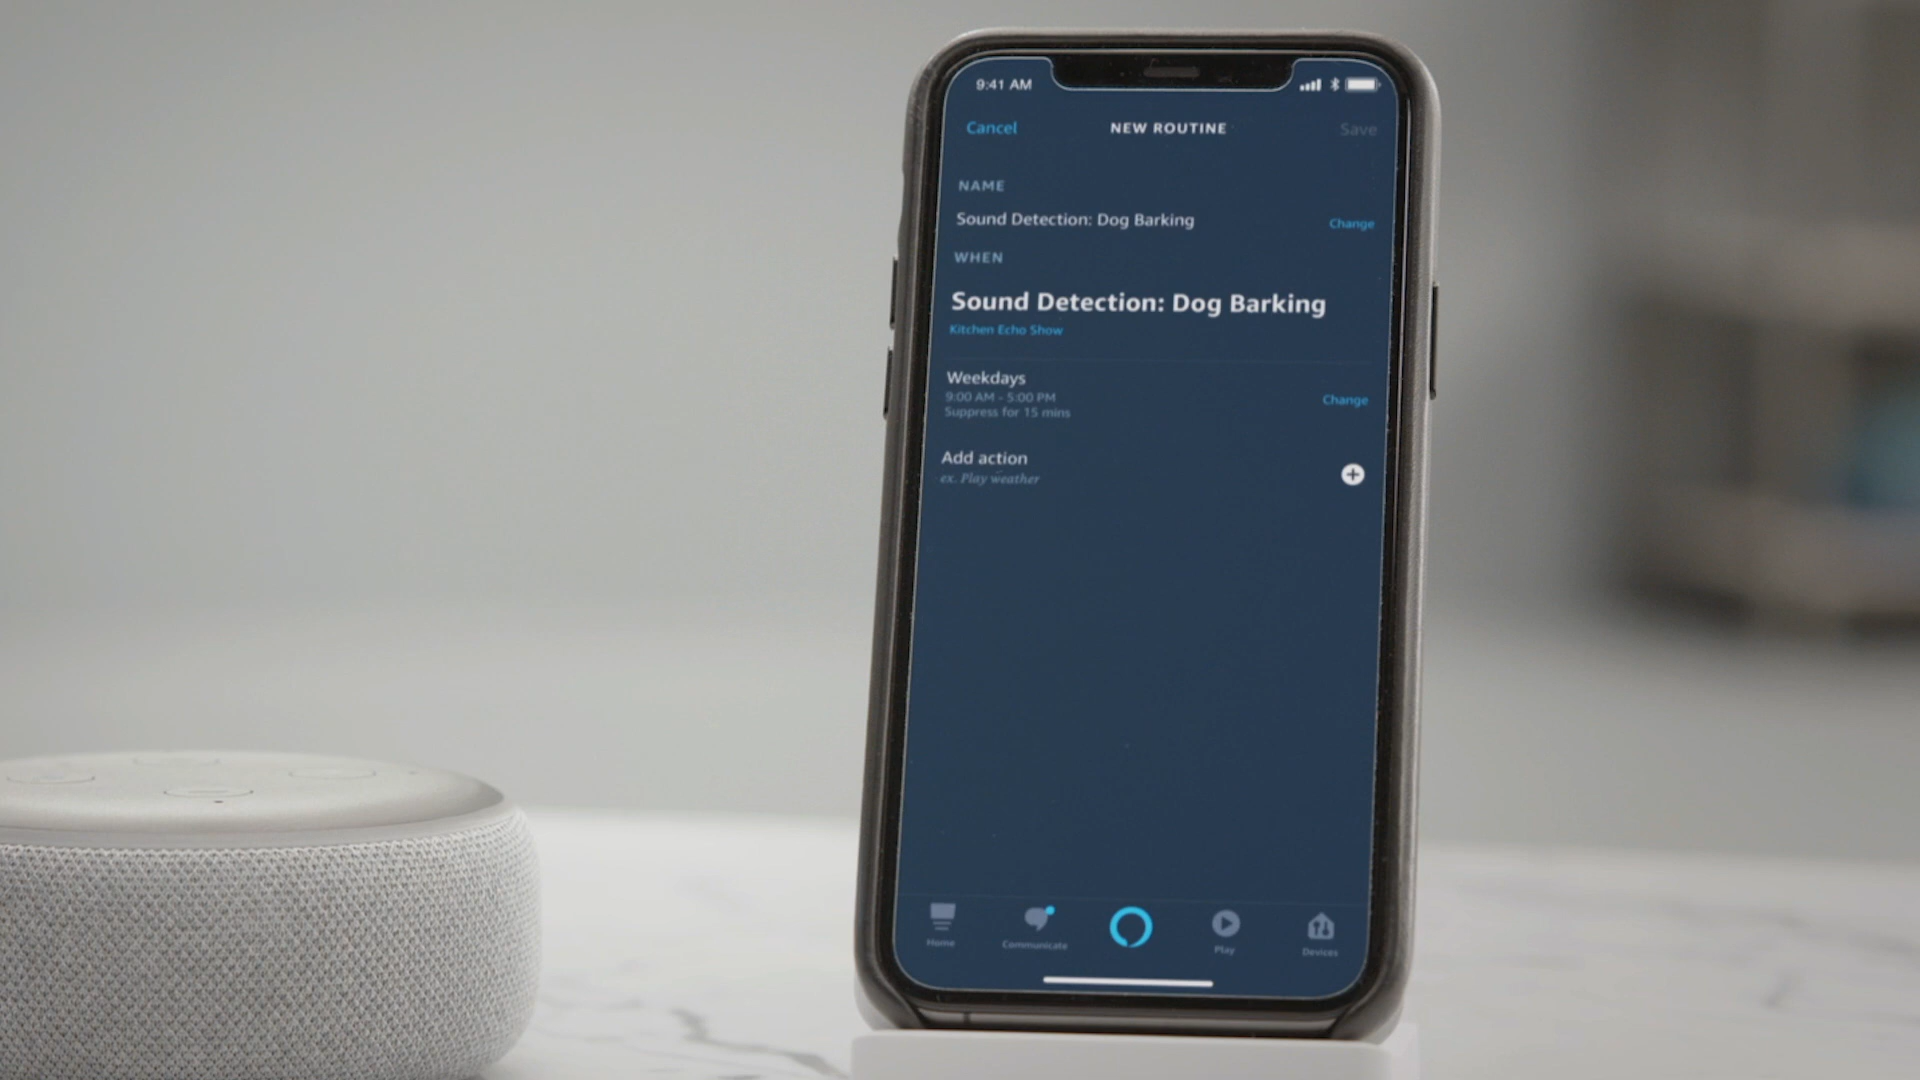 9:41 AM
Cancel NEW ROUTINE Save
NAME
Sound Detection: Dog Barking Change
WHEN
Sound Detection: Dog Barking
Kitchen Echo Show
Weekdays
9:00 AM - 5:00 PM
Suppress for 15 mins
Change
Add action
ex. Play weather
Home Communicate Play Devices